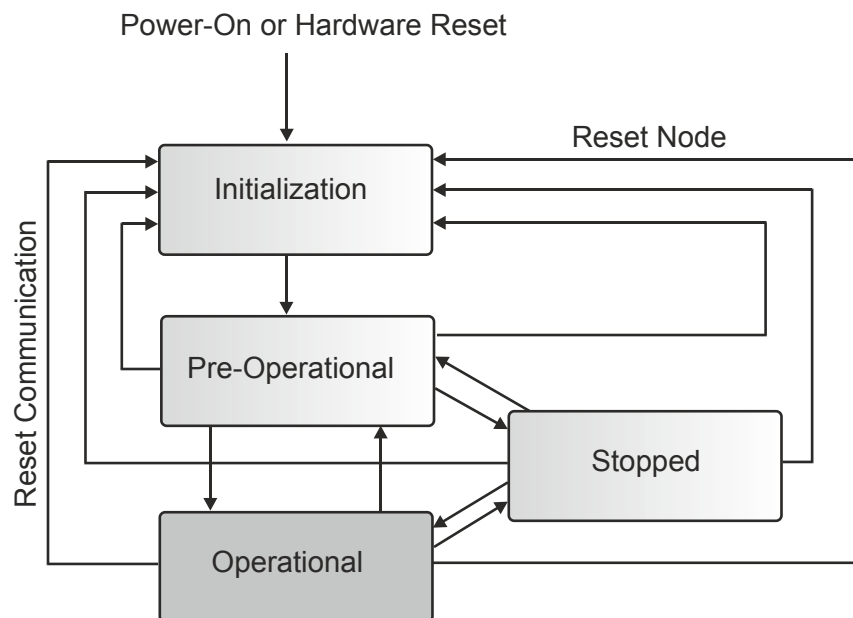 Power-On or Hardware Reset
Reset Node
Initialization
Reset Communication
Pre-Operational
Stopped
Operational